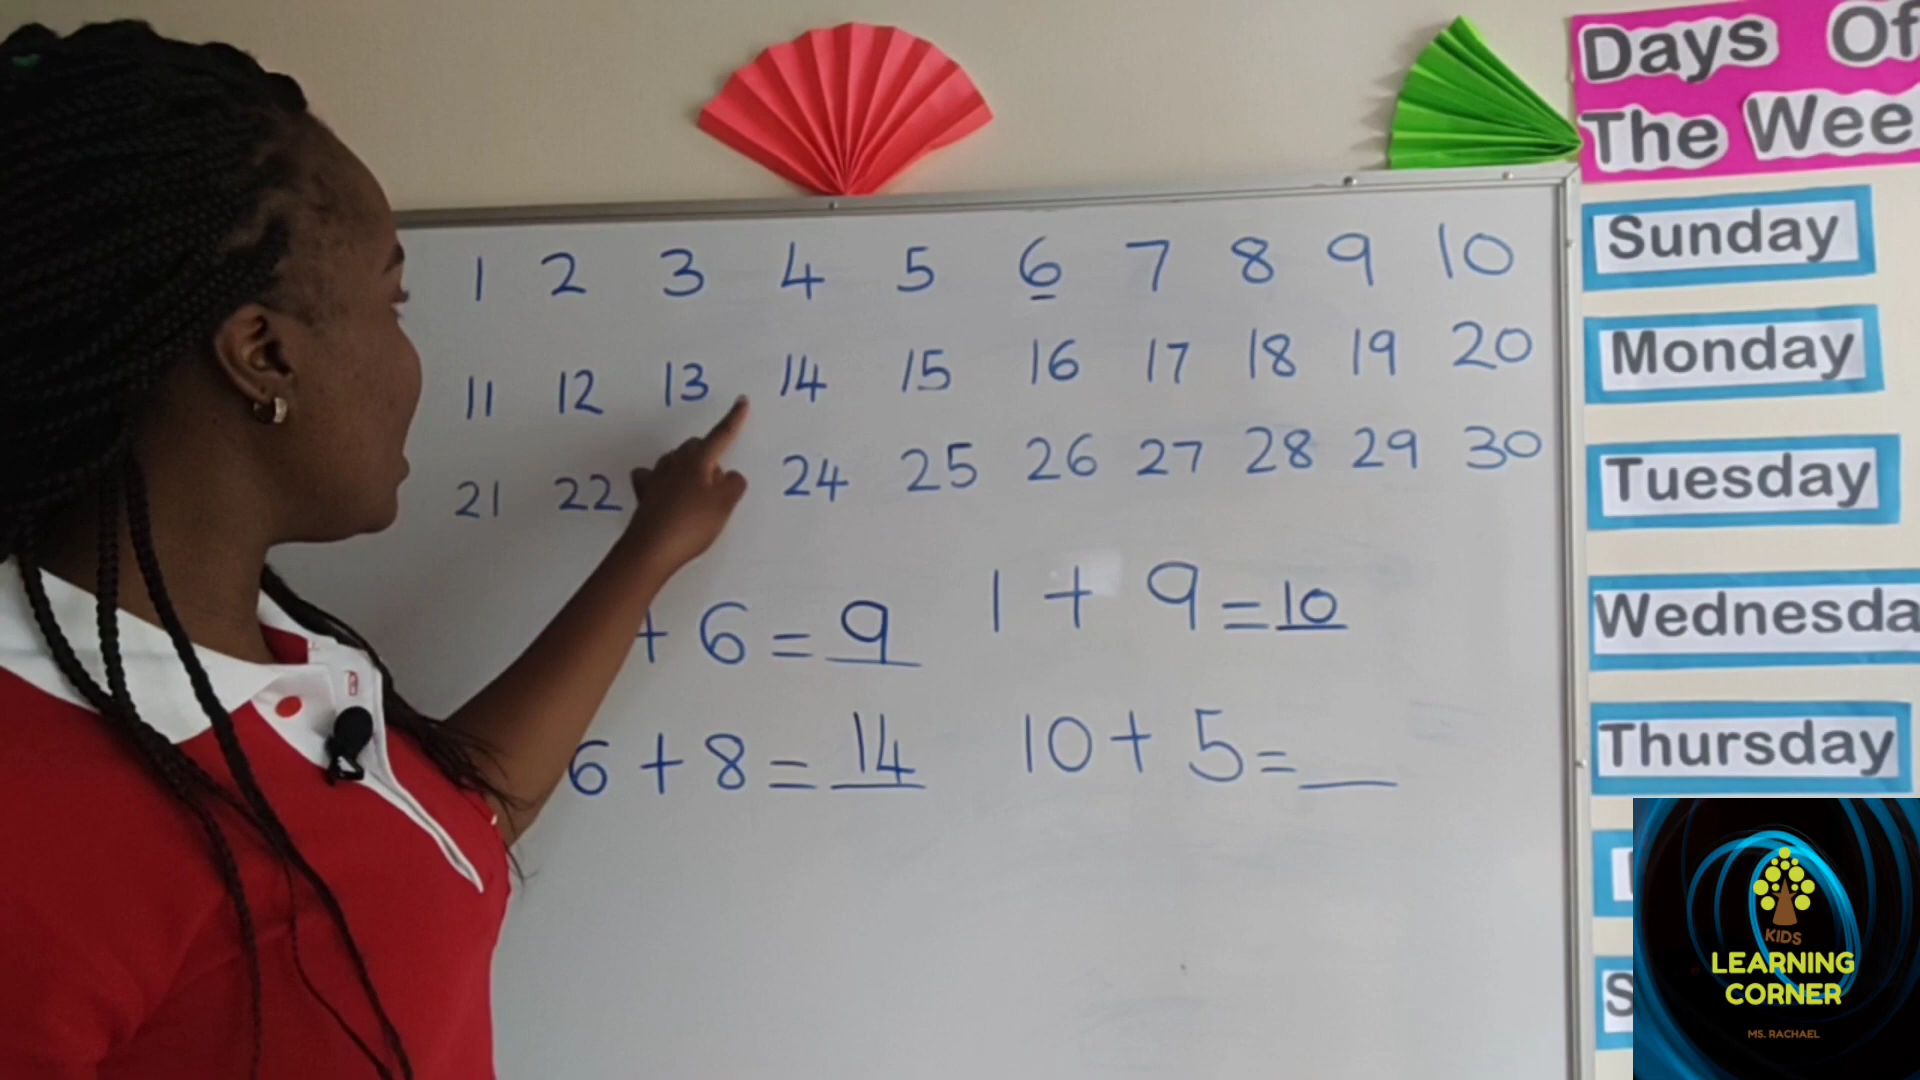 Days Of
The Wee
1 2 3 4 5 6 7 8 9 10
11 12 13 14 15 16 17 18 19 20
21 22 24 25 26 27 28 29 30
+ 6 = 9
1 + 9 = 10
6 + 8 = 14
10 + 5 = __
Sunday
Monday
Tuesday
Wednesda
Thursday
S
KIDS
LEARNING
CORNER
MS. RACHAEL